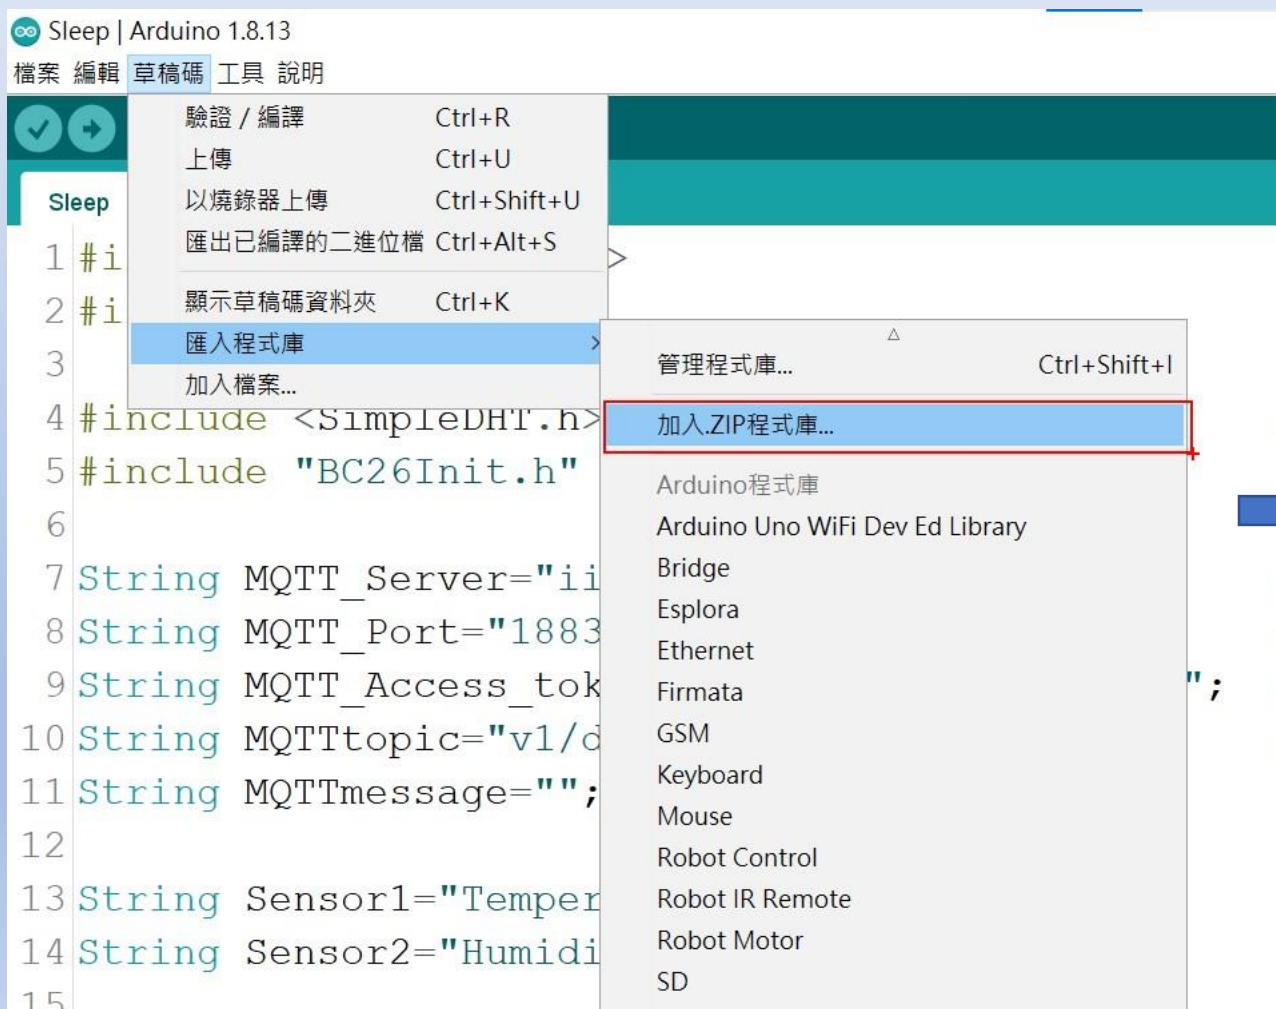 Sleep | Arduino 1.8.13
檔案 編輯 草稿碼 工具 說明
驗證 / 編譯 Ctrl+R
上傳 Ctrl+U
以燒錄器上傳 Ctrl+Shift+U
匯出已編譯的二進位檔 Ctrl+Alt+S
顯示草稿碼資料夾 Ctrl+K
匯入程式庫 >
加入檔案...
管理程式庫... Ctrl+Shift+I
加入.ZIP程式庫...
Arduino程式庫
Arduino Uno WiFi Dev Ed Library
Bridge
Esplora
Ethernet
Firmata
GSM
Keyboard
Mouse
Robot Control
Robot IR Remote
Robot Motor
SD
Sleep
1 #i >
2 #i
3
4 #include <SimpleDHT.h>
5 #include "BC26Init.h"
6
7 String MQTT_Server="ii
8 String MQTT_Port="1883
9 String MQTT_Access_tok ";
10 String MQTTtopic="v1/d
11 String MQTTmessage="";
12
13 String Sensor1="Temper
14 String Sensor2="Humidi
15